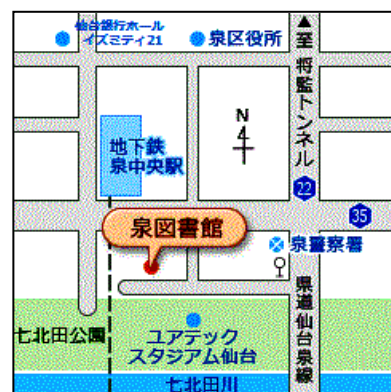 仙台銀行ホール
イズミティ21
泉区役所
▲至 将監トンネル
地下鉄
泉中央駅
N
22
35
泉図書館
泉警察署
県道仙台泉線
七北田公園
ユアテック
スタジアム仙台
七北田川